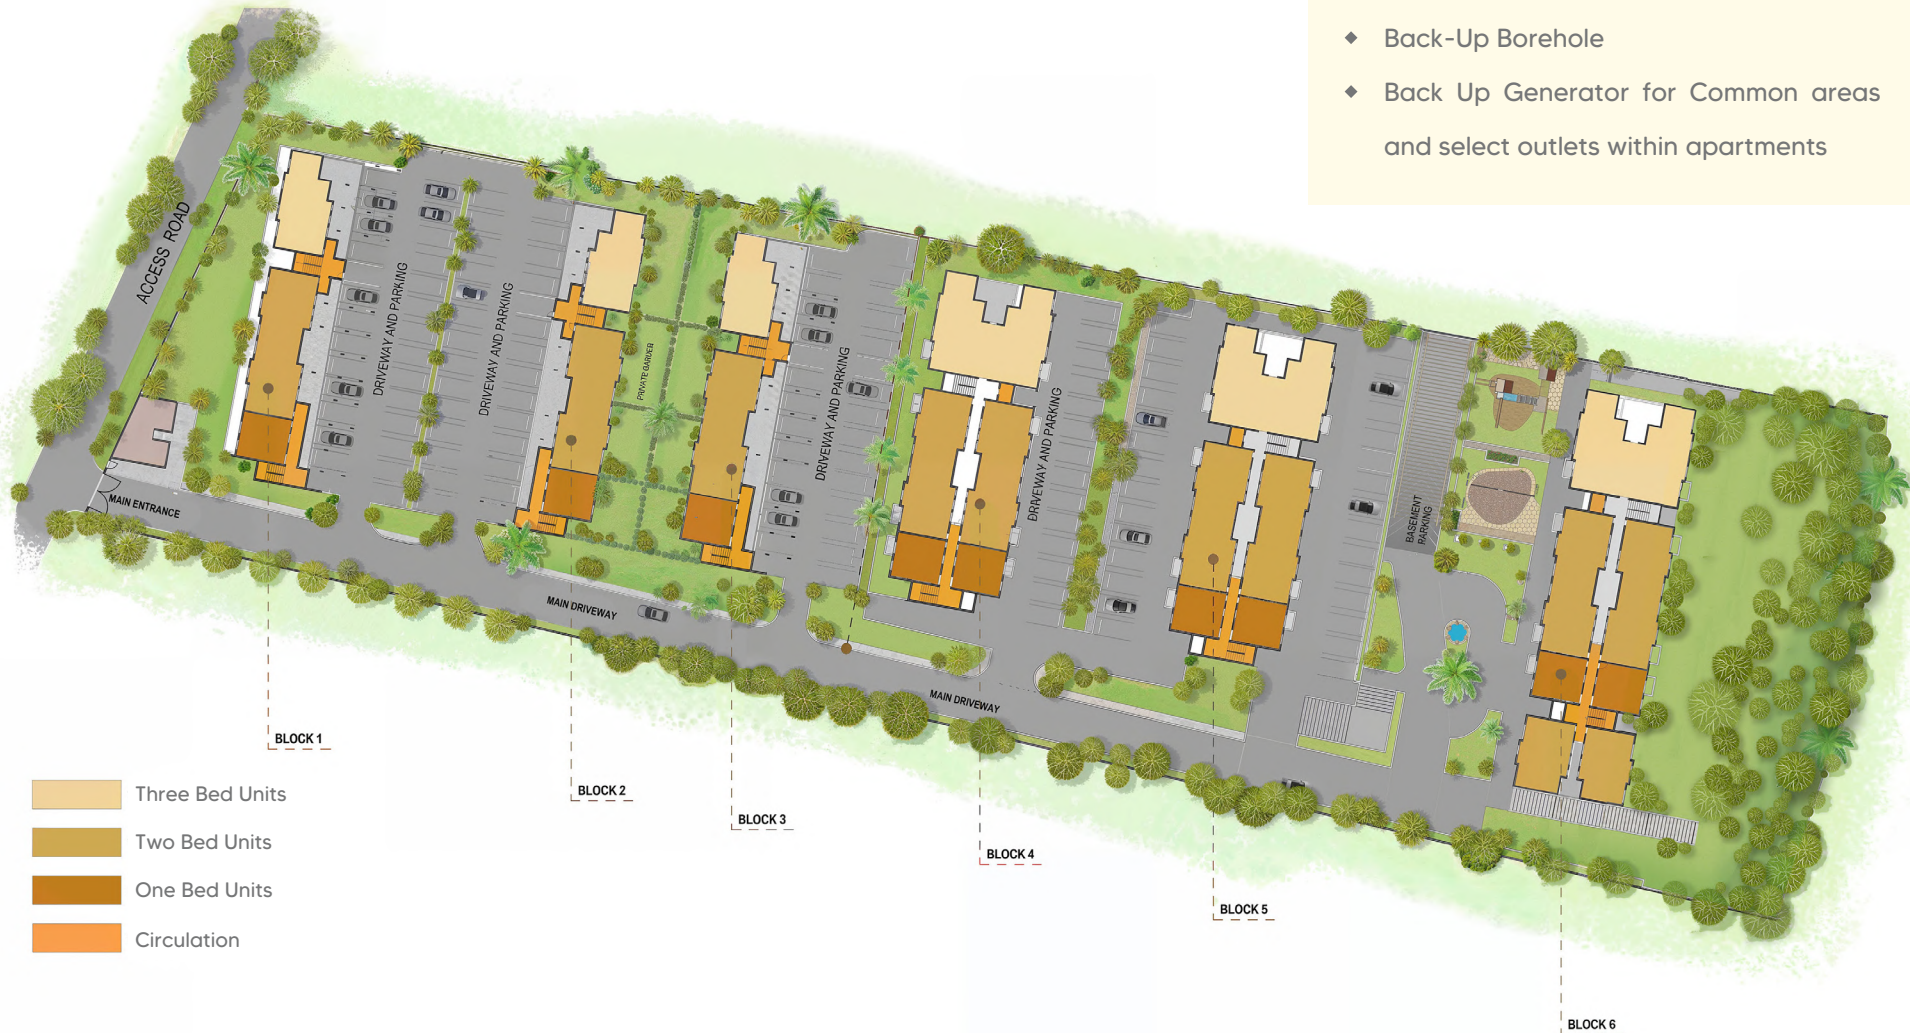 ◆ Back-Up Borehole
◆ Back Up Generator for Common areas
and select outlets within apartments
ACCESS ROAD
DRIVEWAY AND PARKING
DRIVEWAY AND PARKING
PRIVATE GARDEN
DRIVEWAY AND PARKING
DRIVEWAY AND PARKING
BASEMENT
PARKING
MAIN ENTRANCE
MAIN DRIVEWAY
MAIN DRIVEWAY
BLOCK 1
BLOCK 2
BLOCK 3
BLOCK 4
BLOCK 5
BLOCK 6
Three Bed Units
Two Bed Units
One Bed Units
Circulation